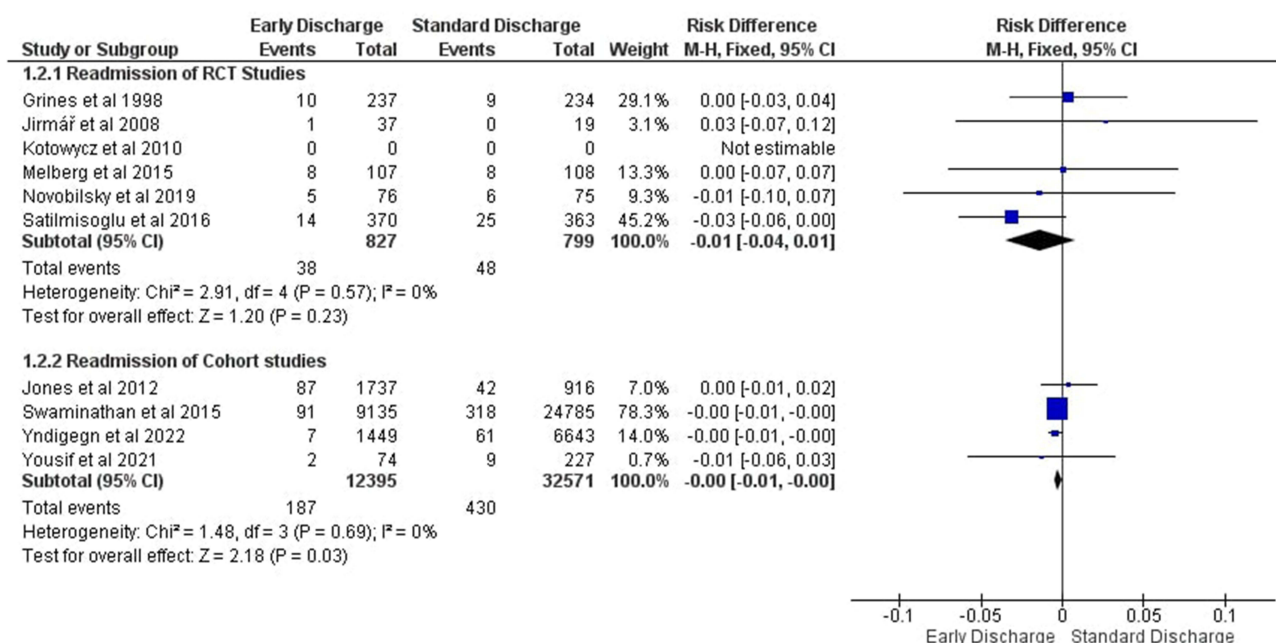 Early Discharge Standard Discharge Risk Difference Risk Difference
Study or Subgroup Events Total Events Total Weight M-H, Fixed, 95% CI M-H, Fixed, 95% CI
1.2.1 Readmission of RCT Studies
Grines et al 1998 10 237 9 234 29.1% 0.00 [-0.03, 0.04]
Jirmář et al 2008 1 37 0 19 3.1% 0.03 [-0.07, 0.12]
Kotowycz et al 2010 0 0 0 0 Not estimable
Melberg et al 2015 8 107 8 108 13.3% 0.00 [-0.07, 0.07]
Novobilsky et al 2019 5 76 6 75 9.3% -0.01 [-0.10, 0.07]
Satilmisoglu et al 2016 14 370 25 363 45.2% -0.03 [-0.06, 0.00]
Subtotal (95% CI) 827 799 100.0% -0.01 [-0.04, 0.01]
Total events 38 48
Heterogeneity: Chi² = 2.91, df = 4 (P = 0.57); I² = 0%
Test for overall effect: Z = 1.20 (P = 0.23)
1.2.2 Readmission of Cohort studies
Jones et al 2012 87 1737 42 916 7.0% 0.00 [-0.01, 0.02]
Swaminathan et al 2015 91 9135 318 24785 78.3% -0.00 [-0.01, -0.00]
Yndigegn et al 2022 7 1449 61 6643 14.0% -0.00 [-0.01, -0.00]
Yousif et al 2021 2 74 9 227 0.7% -0.01 [-0.06, 0.03]
Subtotal (95% CI) 12395 32571 100.0% -0.00 [-0.01, -0.00]
Total events 187 430
Heterogeneity: Chi² = 1.48, df = 3 (P = 0.69); I² = 0%
Test for overall effect: Z = 2.18 (P = 0.03)
-0.1 -0.05 0 0.05 0.1
Early Discharge Standard Discharge